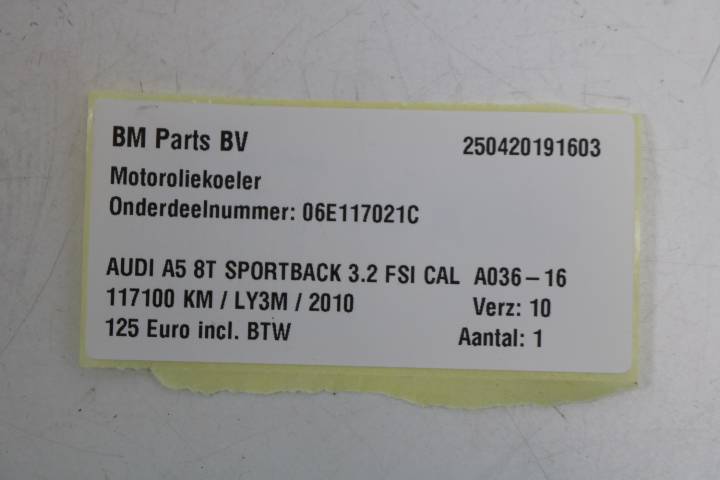 BM Parts BV 250420191603
Motoroliekoeler
Onderdeelnummer: 06E117021C
AUDI A5 8T SPORTBACK 3.2 FSI CAL A036-16
117100 KM / LY3M / 2010 Verz: 10
125 Euro incl. BTW Aantal: 1